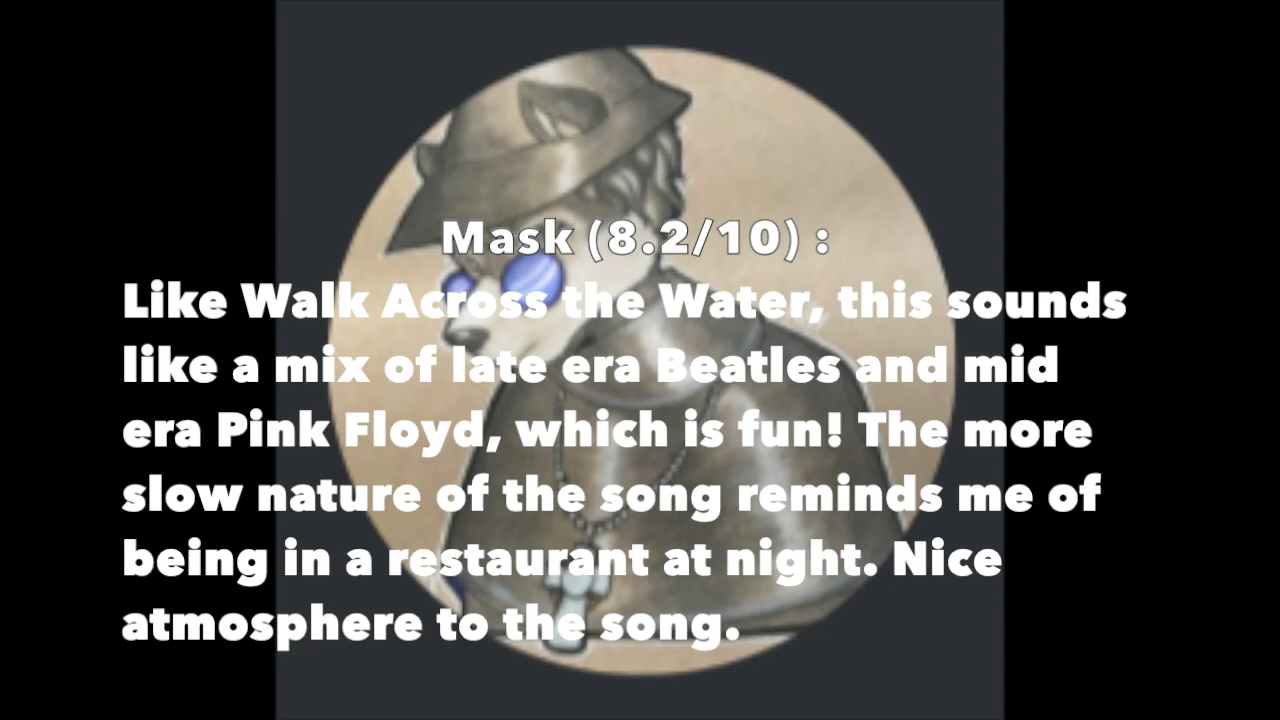 Mask (8.2/10) :
Like Walk Across the Water, this sounds
like a mix of late era Beatles and mid
era Pink Floyd, which is fun! The more
slow nature of the song reminds me of
being in a restaurant at night. Nice
atmosphere to the song.